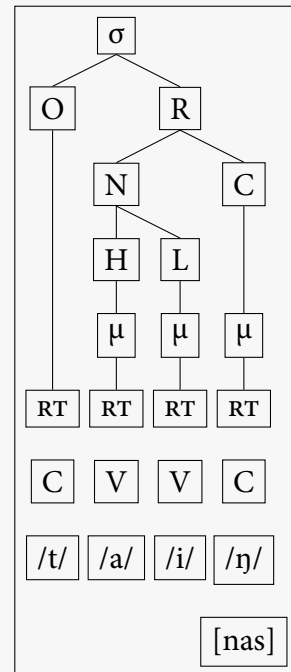 σ
O R
N C
H L
μ μ μ
RT RT RT RT
C V V C
/t/ /a/ /i/ /ŋ/
[nas]